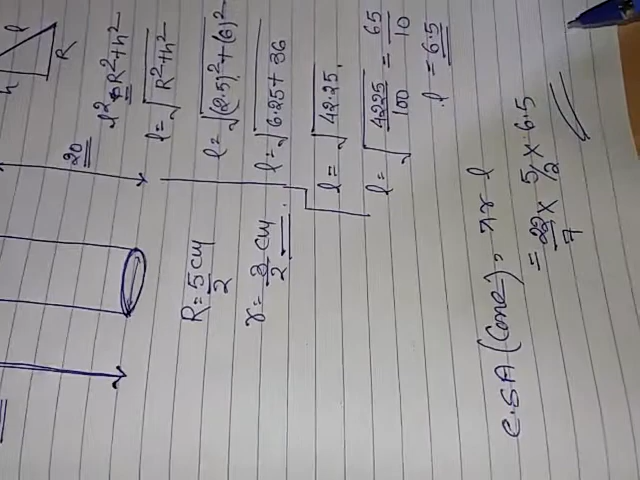 l
h
R
l² = R²+h²
l = √R²+h²
l = √(2.5)²+(6)²
l = √6.25+36
l = √42.25
l = √4225/100 = 65/10
l = 6.5
20
R = 5/2 cm
r = 3/2 cm
C.SA (Cone) = πrl
= 22/7 × 5/2 × 6.5